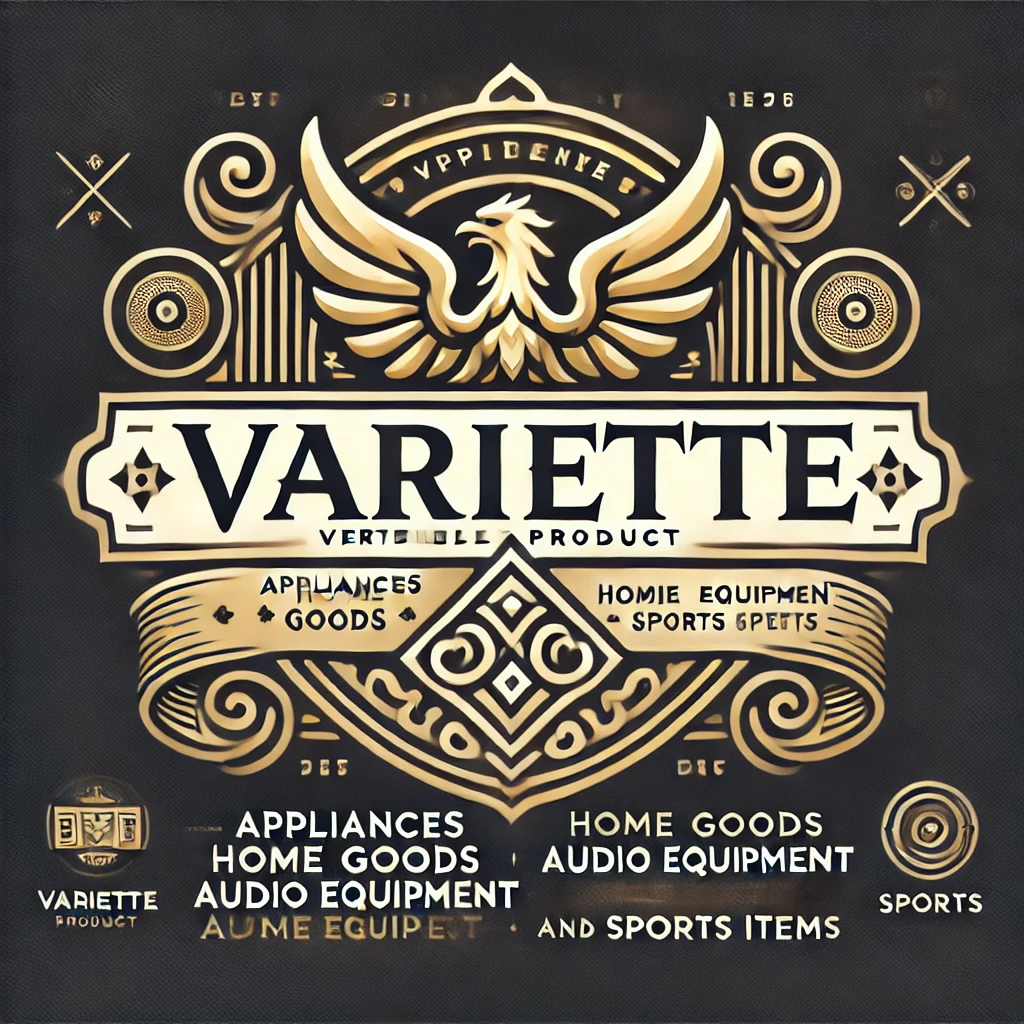 VPPIDENYE
VARIETTE
PRODUCT
APPLIANCES
GOODS
HOMIE EQUIPMEN
SPORTS
APPLIANCES
HOME GOODS
AUDIO EQUIPMENT
HOME GOODS
AUDIO EQUIPMENT
AND SPORTS ITEMS
VARIETTE
PRODUCT
SPORTS